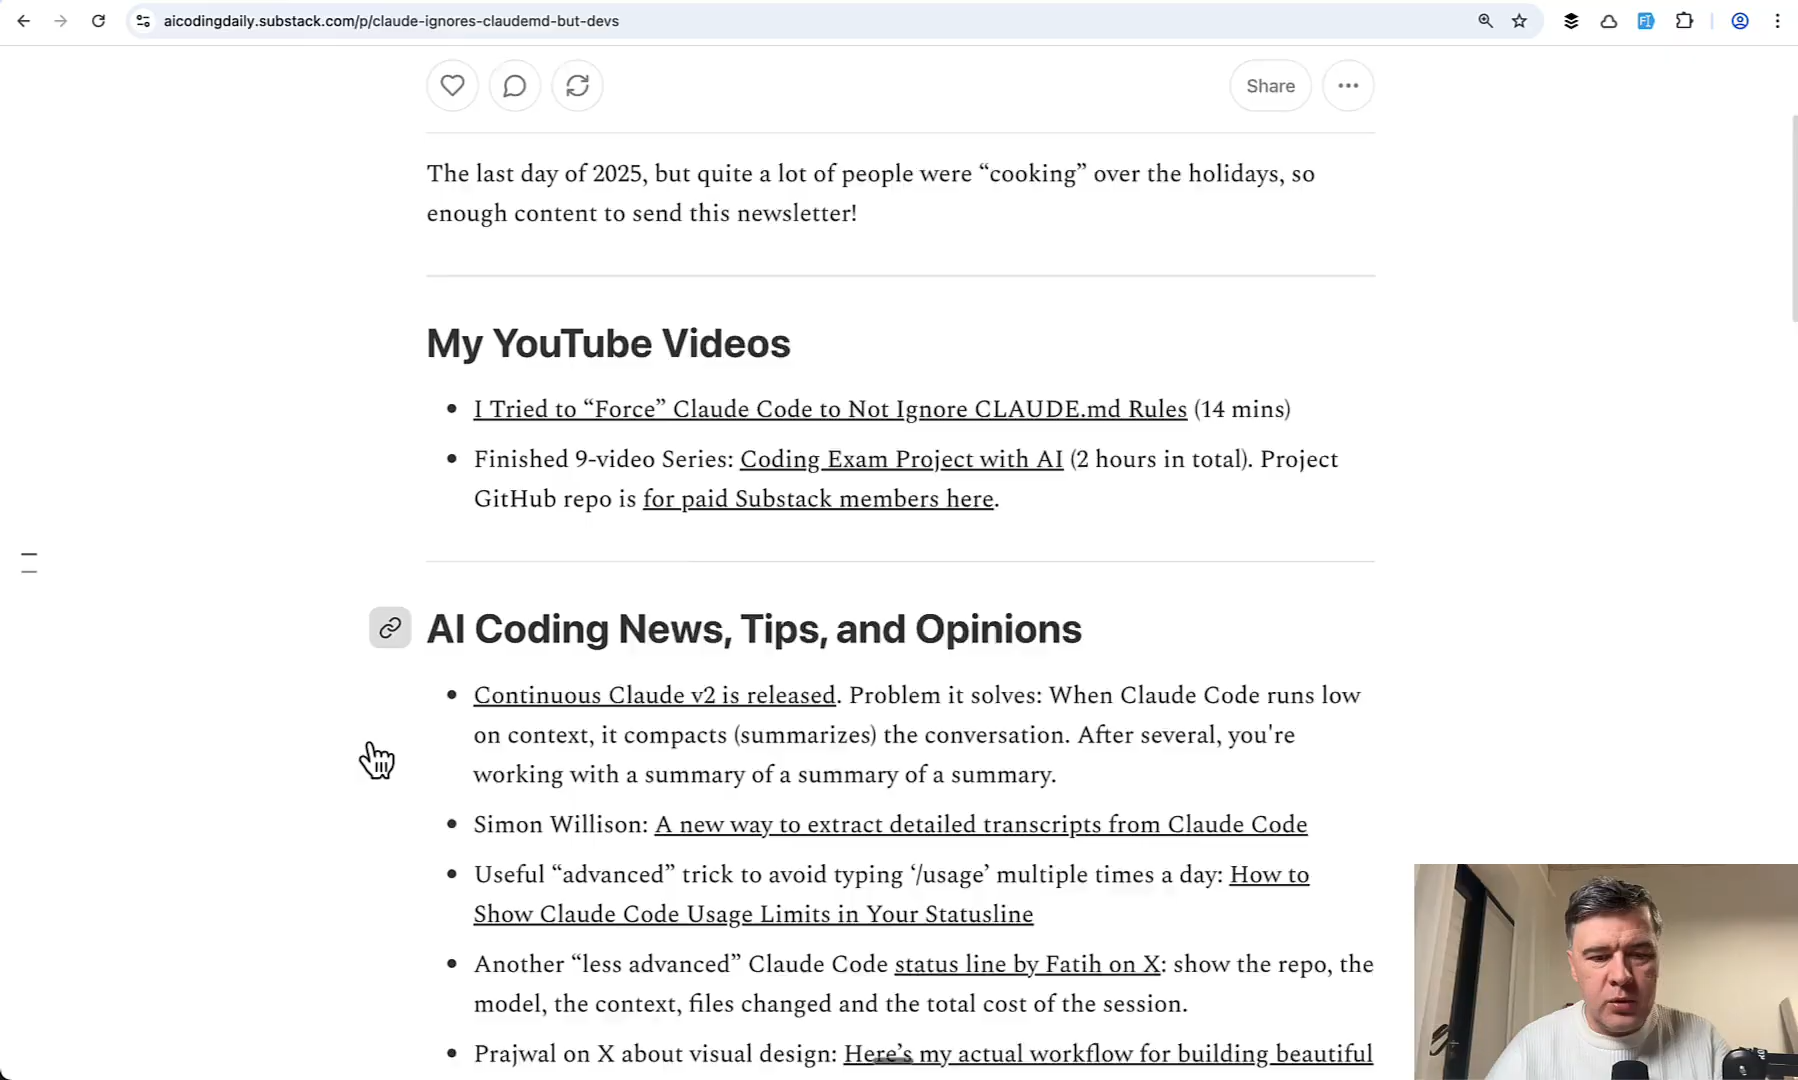 aicodingdaily.substack.com/p/claude-ignores-claudemd-but-devs
Share
The last day of 2025, but quite a lot of people were “cooking” over the holidays, so
enough content to send this newsletter!
My YouTube Videos
• I Tried to “Force” Claude Code to Not Ignore CLAUDE.md Rules (14 mins)
• Finished 9-video Series: Coding Exam Project with AI (2 hours in total). Project
GitHub repo is for paid Substack members here.
AI Coding News, Tips, and Opinions
• Continuous Claude v2 is released. Problem it solves: When Claude Code runs low
on context, it compacts (summarizes) the conversation. After several, you're
working with a summary of a summary of a summary.
• Simon Willison: A new way to extract detailed transcripts from Claude Code
• Useful “advanced” trick to avoid typing ‘/usage’ multiple times a day: How to
Show Claude Code Usage Limits in Your Statusline
• Another “less advanced” Claude Code status line by Fatih on X: show the repo, the
model, the context, files changed and the total cost of the session.
• Prajwal on X about visual design: Here’s my actual workflow for building beautiful